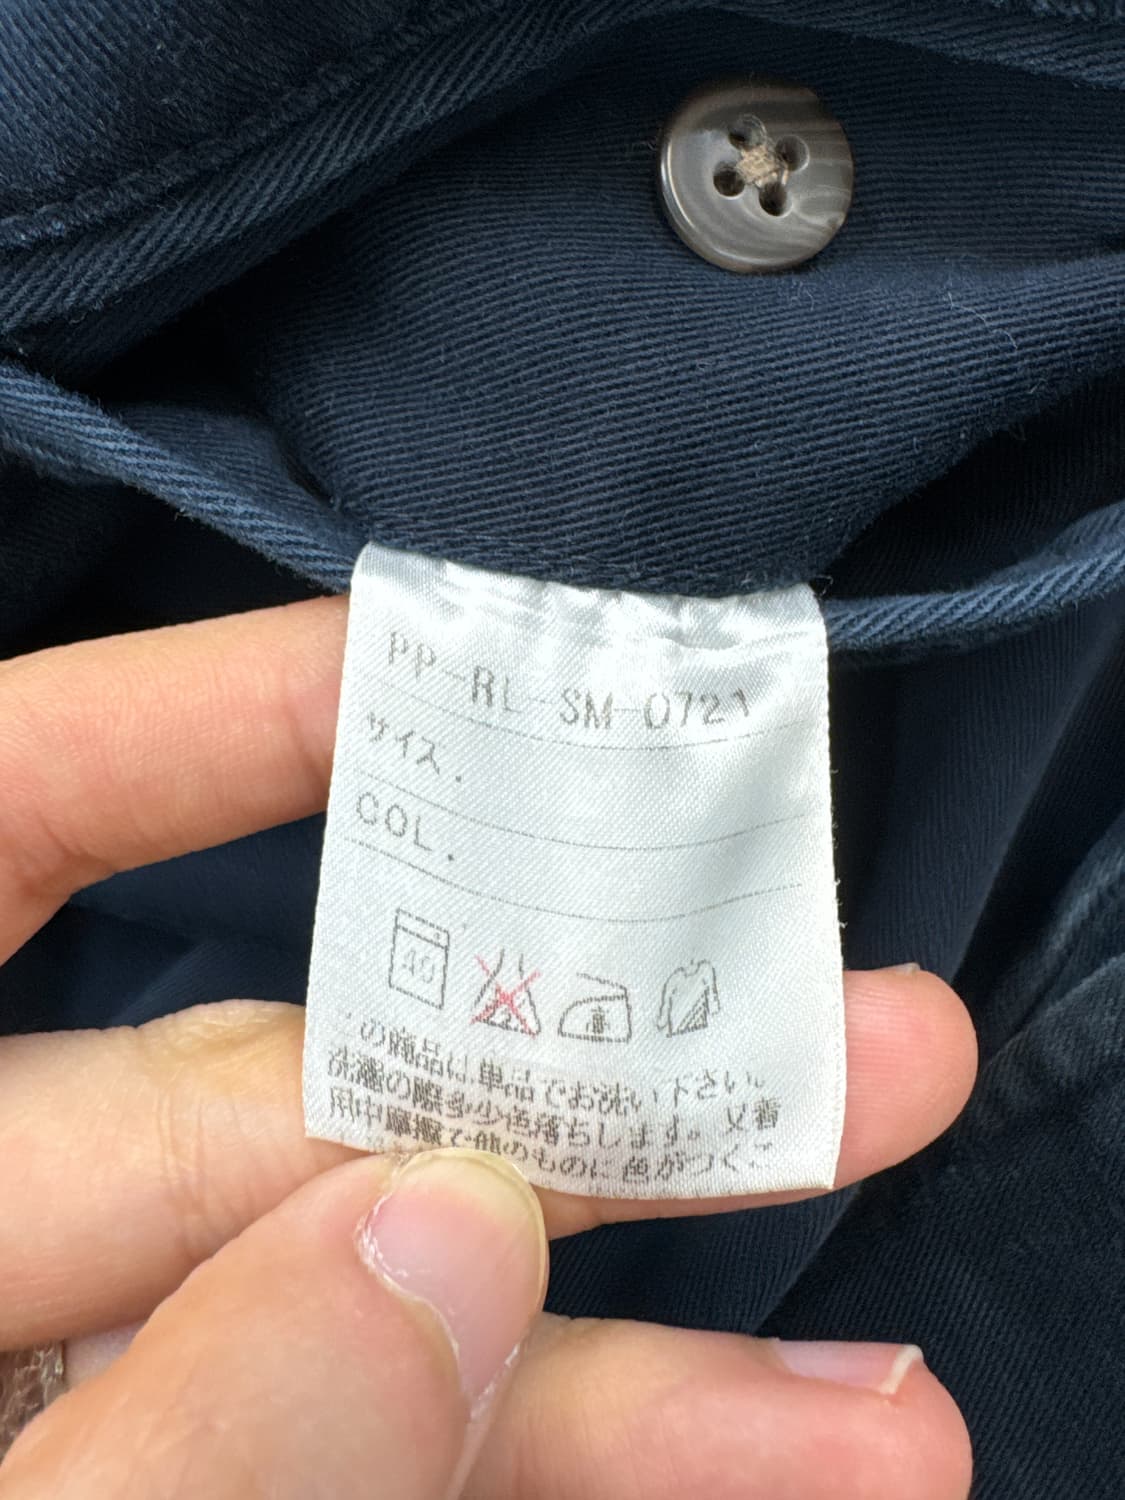 PP-RL-SM-0721
サイズ.
COL.
40
中
の商品は単品でお洗い下さい。
洗濯の際多少色落ちします。又着
用中摩擦で他のものに色がつくこ